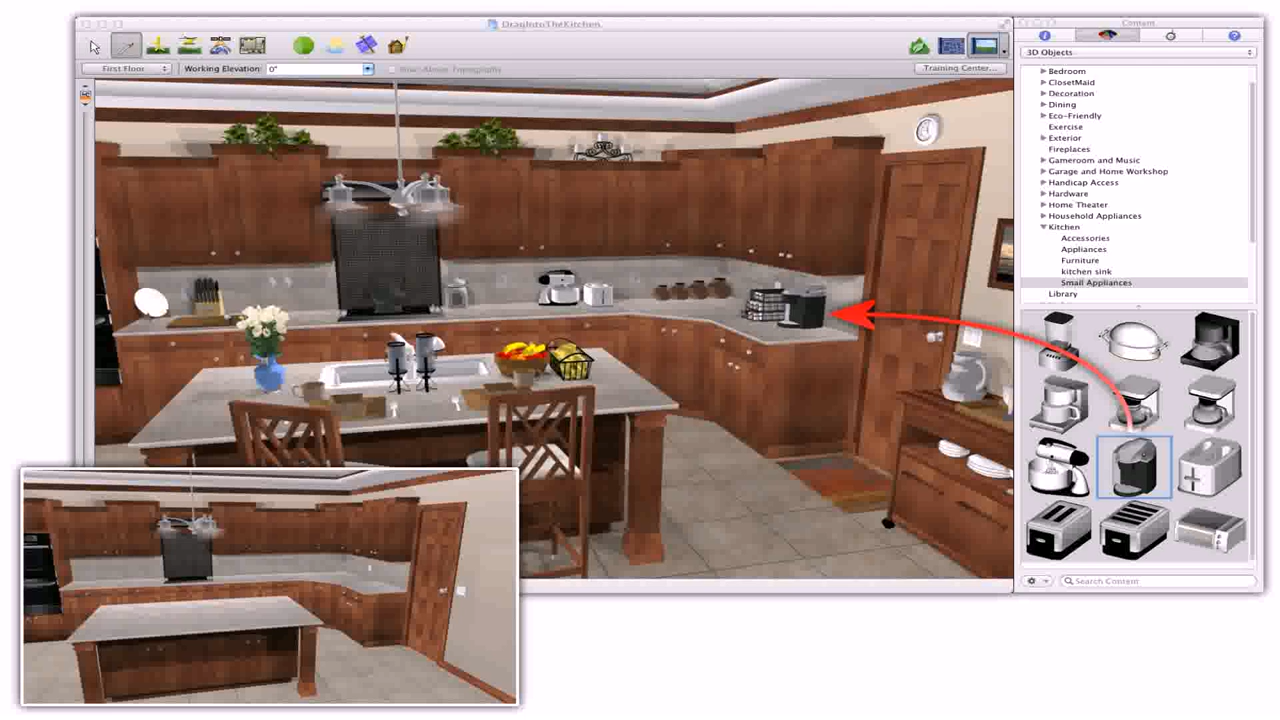 DragIntoTheKitchen
Content
3D Objects
First Floor
Working Elevation: 0"
Training Center...
Bedroom
ClosetMaid
Decoration
Dining
Eco-Friendly
Exercise
Exterior
Fireplaces
Gameroom and Music
Garage and Home Workshop
Handicap Access
Hardware
Home Theater
Household Appliances
Kitchen
Accessories
Appliances
Furniture
kitchen sink
Small Appliances
Library
Search Content